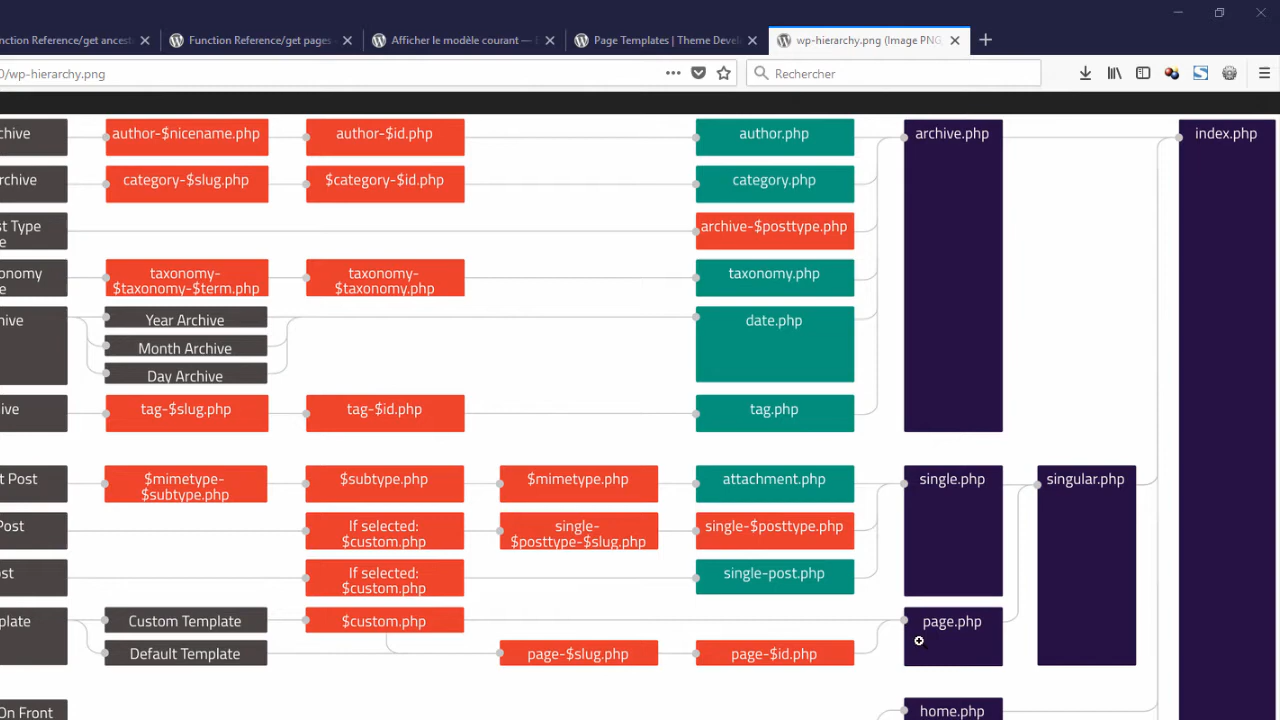 nction Reference/get ancest
Function Reference/get pages
Afficher le modèle courant —
Page Templates | Theme Devel
wp-hierarchy.png (Image PNG,
0/wp-hierarchy.png
Rechercher
chive
author-$nicename.php
author-$id.php
author.php
archive.php
index.php
rchive
category-$slug.php
$category-$id.php
category.php
st Type
e
archive-$posttype.php
onomy
e
taxonomy-
$taxonomy-$term.php
taxonomy-
$taxonomy.php
taxonomy.php
hive
Year Archive
Month Archive
Day Archive
date.php
ive
tag-$slug.php
tag-$id.php
tag.php
t Post
$mimetype-
$subtype.php
$subtype.php
$mimetype.php
attachment.php
single.php
singular.php
Post
If selected:
$custom.php
single-
$posttype-$slug.php
single-$posttype.php
st
If selected:
$custom.php
single-post.php
plate
Custom Template
$custom.php
page.php
Default Template
page-$slug.php
page-$id.php
On Front
home.php